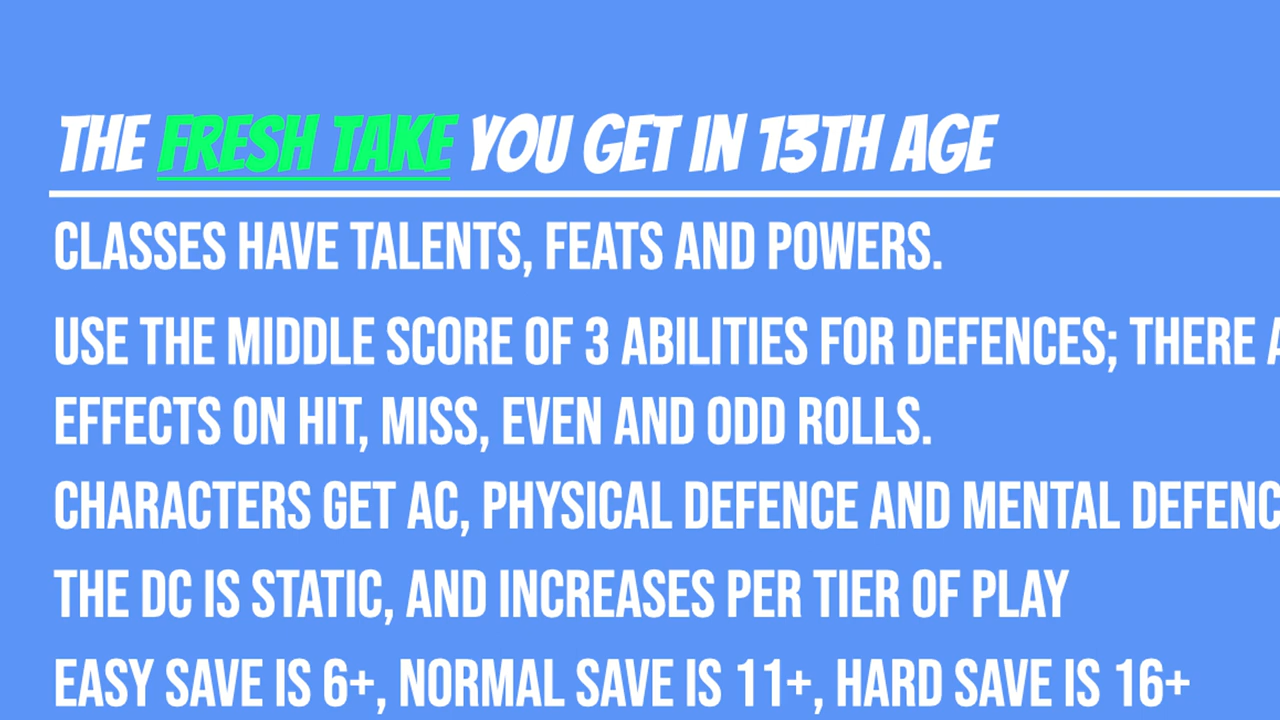 THE FRESH TAKE YOU GET IN 13TH AGE
CLASSES HAVE TALENTS, FEATS AND POWERS.
USE THE MIDDLE SCORE OF 3 ABILITIES FOR DEFENCES; THERE
EFFECTS ON HIT, MISS, EVEN AND ODD ROLLS.
CHARACTERS GET AC, PHYSICAL DEFENCE AND MENTAL
THE DC IS STATIC, AND INCREASES PER TIER OF PLAY
EASY SAVE IS 6+, NORMAL SAVE IS 11+, HARD SAVE IS 16+